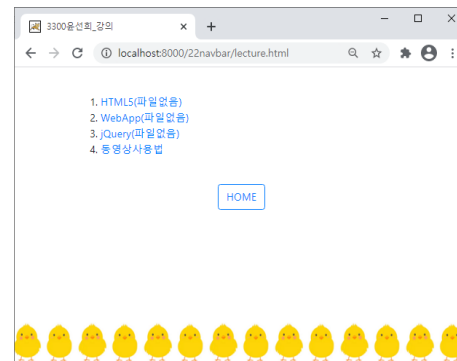 3300윤선회_강의
localhost:8000/22navbar/lecture.html
1. HTML5(파일없음)
2. WebApp(파일없음)
3. jQuery(파일없음)
4. 동영상사용법
HOME